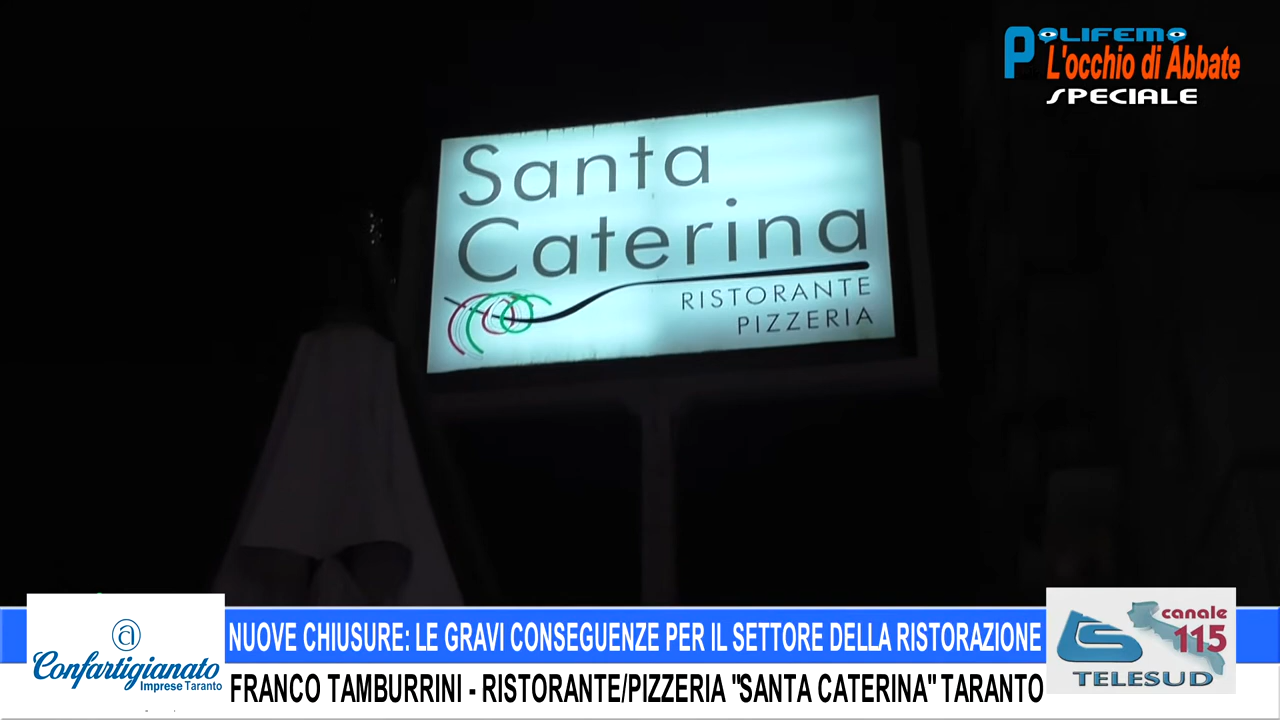 POLIFEMO
L'occhio di Abbate
SPECIALE
Santa
Caterina
RISTORANTE
PIZZERIA
NUOVE CHIUSURE: LE GRAVI CONSEGUENZE PER IL SETTORE DELLA RISTORAZIONE
FRANCO TAMBURRINI - RISTORANTE/PIZZERIA "SANTA CATERINA" TARANTO
Confartigianato
Imprese Taranto
canale
115
TELESUD